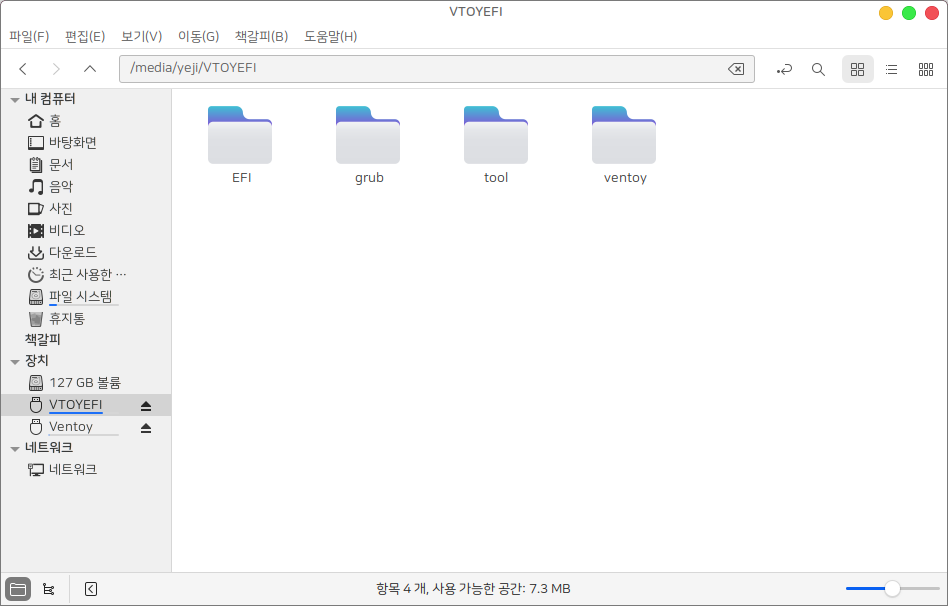 VTOYEFI
파일(F) 편집(E) 보기(V) 이동(G) 책갈피(B) 도움말(H)
/media/yeji/VTOYEFI
내 컴퓨터
홈
바탕화면
문서
음악
사진
비디오
다운로드
최근 사용한 …
파일 시스템
휴지통
책갈피
장치
127 GB 볼륨
VTOYEFI
Ventoy
네트워크
네트워크
EFI
grub
tool
ventoy
항목 4 개, 사용 가능한 공간: 7.3 MB